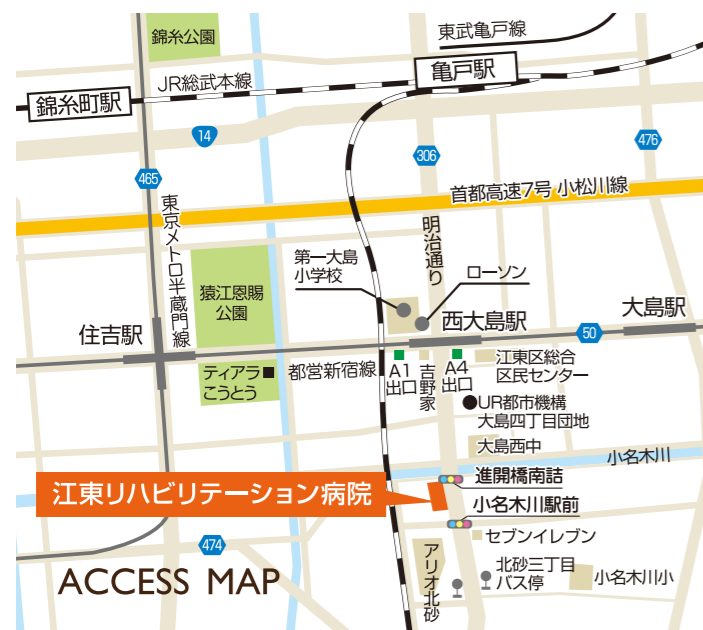 東武亀戸線
錦糸公園
亀戸駅
JR総武本線
錦糸町駅
14
306
476
465
首都高速7号 小松川線
東京メトロ半蔵門線
明治通り
第一大島
小学校
ローソン
猿江恩賜
公園
西大島駅
大島駅
住吉駅
50
ティアラ
こうとう
都営新宿線
A1
出口
吉野家
A4
出口
江東区総合
区民センター
UR都市機構
大島四丁目団地
大島西中
小名木川
進開橋南詰
江東リハビリテーション病院
小名木川駅前
セブンイレブン
474
アリオ北砂
北砂三丁目
バス停
小名木川小
ACCESS MAP